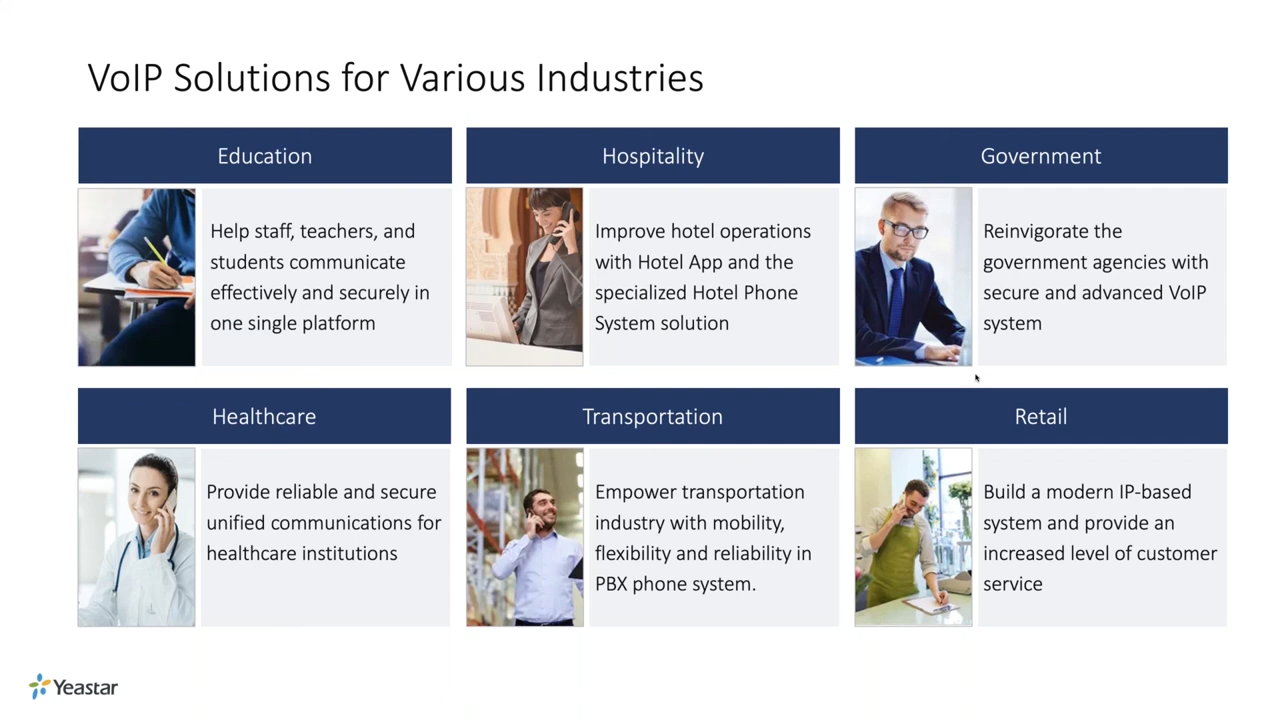 VoIP Solutions for Various Industries
Education
Help staff, teachers, and
students communicate
effectively and securely in
one single platform
Hospitality
Improve hotel operations
with Hotel App and the
specialized Hotel Phone
System solution
Government
Reinvigorate the
government agencies with
secure and advanced VoIP
system
Healthcare
Provide reliable and secure
unified communications for
healthcare institutions
Transportation
Empower transportation
industry with mobility,
flexibility and reliability in
PBX phone system.
Retail
Build a modern IP-based
system and provide an
increased level of customer
service
Yeastar